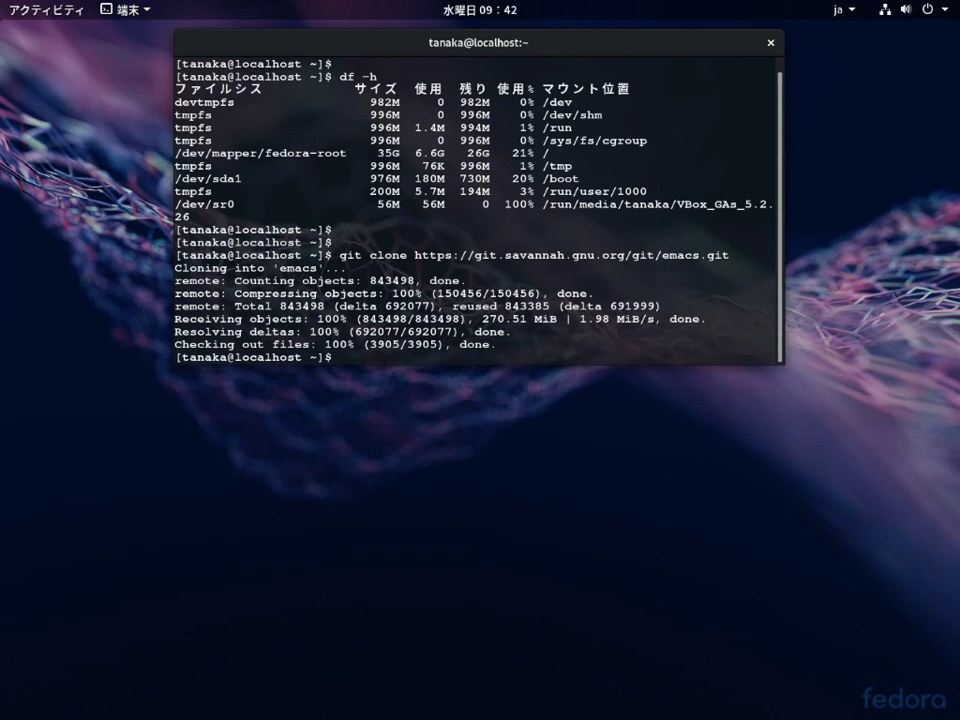 アクティビティ 端末 水曜日 09：42 ja
tanaka@localhost:~ ×
[tanaka@localhost ~]$
[tanaka@localhost ~]$ df -h
ファイルシス サイズ 使用 残り 使用% マウント位置
devtmpfs 982M 0 982M 0% /dev
tmpfs 996M 0 996M 0% /dev/shm
tmpfs 996M 1.4M 994M 1% /run
tmpfs 996M 0 996M 0% /sys/fs/cgroup
/dev/mapper/fedora-root 35G 6.6G 26G 21% /
tmpfs 996M 76K 996M 1% /tmp
/dev/sda1 976M 180M 730M 20% /boot
tmpfs 200M 5.7M 194M 3% /run/user/1000
/dev/sr0 56M 56M 0 100% /run/media/tanaka/VBox_GAs_5.2.
26
[tanaka@localhost ~]$
[tanaka@localhost ~]$
[tanaka@localhost ~]$ git clone https://git.savannah.gnu.org/git/emacs.git
Cloning into 'emacs'...
remote: Counting objects: 843498, done.
remote: Compressing objects: 100% (150456/150456), done.
remote: Total 843498 (delta 692077), reused 843385 (delta 691999)
Receiving objects: 100% (843498/843498), 270.51 MiB | 1.98 MiB/s, done.
Resolving deltas: 100% (692077/692077), done.
Checking out files: 100% (3905/3905), done.
[tanaka@localhost ~]$
fedora